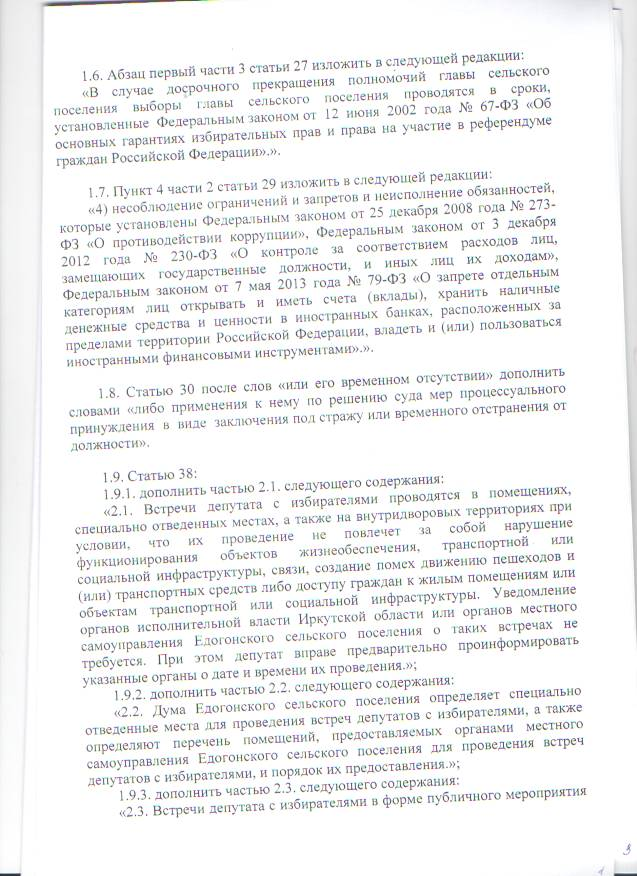 1.6. Абзац первый части 3 статьи 27 изложить в следующей редакции:
«В случае досрочного прекращения полномочий главы сельского
поселения выборы главы сельского поселения проводятся в сроки,
установленные Федеральным законом от 12 июня 2002 года № 67-ФЗ «Об
основных гарантиях избирательных прав и права на участие в референдуме
граждан Российской Федерации».».
1.7. Пункт 4 части 2 статьи 29 изложить в следующей редакции:
«4) несоблюдение ограничений и запретов и неисполнение обязанностей,
которые установлены Федеральным законом от 25 декабря 2008 года № 273-
ФЗ «О противодействии коррупции», Федеральным законом от 3 декабря
2012 года № 230-ФЗ «О контроле за соответствием расходов лиц,
замещающих государственные должности, и иных лиц их доходам»,
Федеральным законом от 7 мая 2013 года № 79-ФЗ «О запрете отдельным
категориям лиц открывать и иметь счета (вклады), хранить наличные
денежные средства и ценности в иностранных банках, расположенных за
пределами территории Российской Федерации, владеть и (или) пользоваться
иностранными финансовыми инструментами».».
1.8. Статью 30 после слов «или его временном отсутствии» дополнить
словами «либо применения к нему по решению суда мер процессуального
принуждения в виде заключения под стражу или временного отстранения от
должности».
1.9. Статью 38:
1.9.1. дополнить частью 2.1. следующего содержания:
«2.1. Встречи депутата с избирателями проводятся в помещениях,
специально отведенных местах, а также на внутридворовых территориях при
условии, что их проведение не повлечет за собой нарушение
функционирования объектов жизнеобеспечения, транспортной или
социальной инфраструктуры, связи, создание помех движению пешеходов и
(или) транспортных средств либо доступу граждан к жилым помещениям или
объектам транспортной или социальной инфраструктуры. Уведомление
органов исполнительной власти Иркутской области или органов местного
самоуправления Едогонского сельского поселения о таких встречах не
требуется. При этом депутат вправе предварительно проинформировать
указанные органы о дате и времени их проведения.»;
1.9.2. дополнить частью 2.2. следующего содержания:
«2.2. Дума Едогонского сельского поселения определяет специально
отведенные места для проведения встреч депутатов с избирателями, а также
определяют перечень помещений, предоставляемых органами местного
самоуправления Едогонского сельского поселения для проведения встреч
депутатов с избирателями, и порядок их предоставления.»;
1.9.3. дополнить частью 2.3. следующего содержания:
«2.3. Встречи депутата с избирателями в форме публичного мероприятия
3